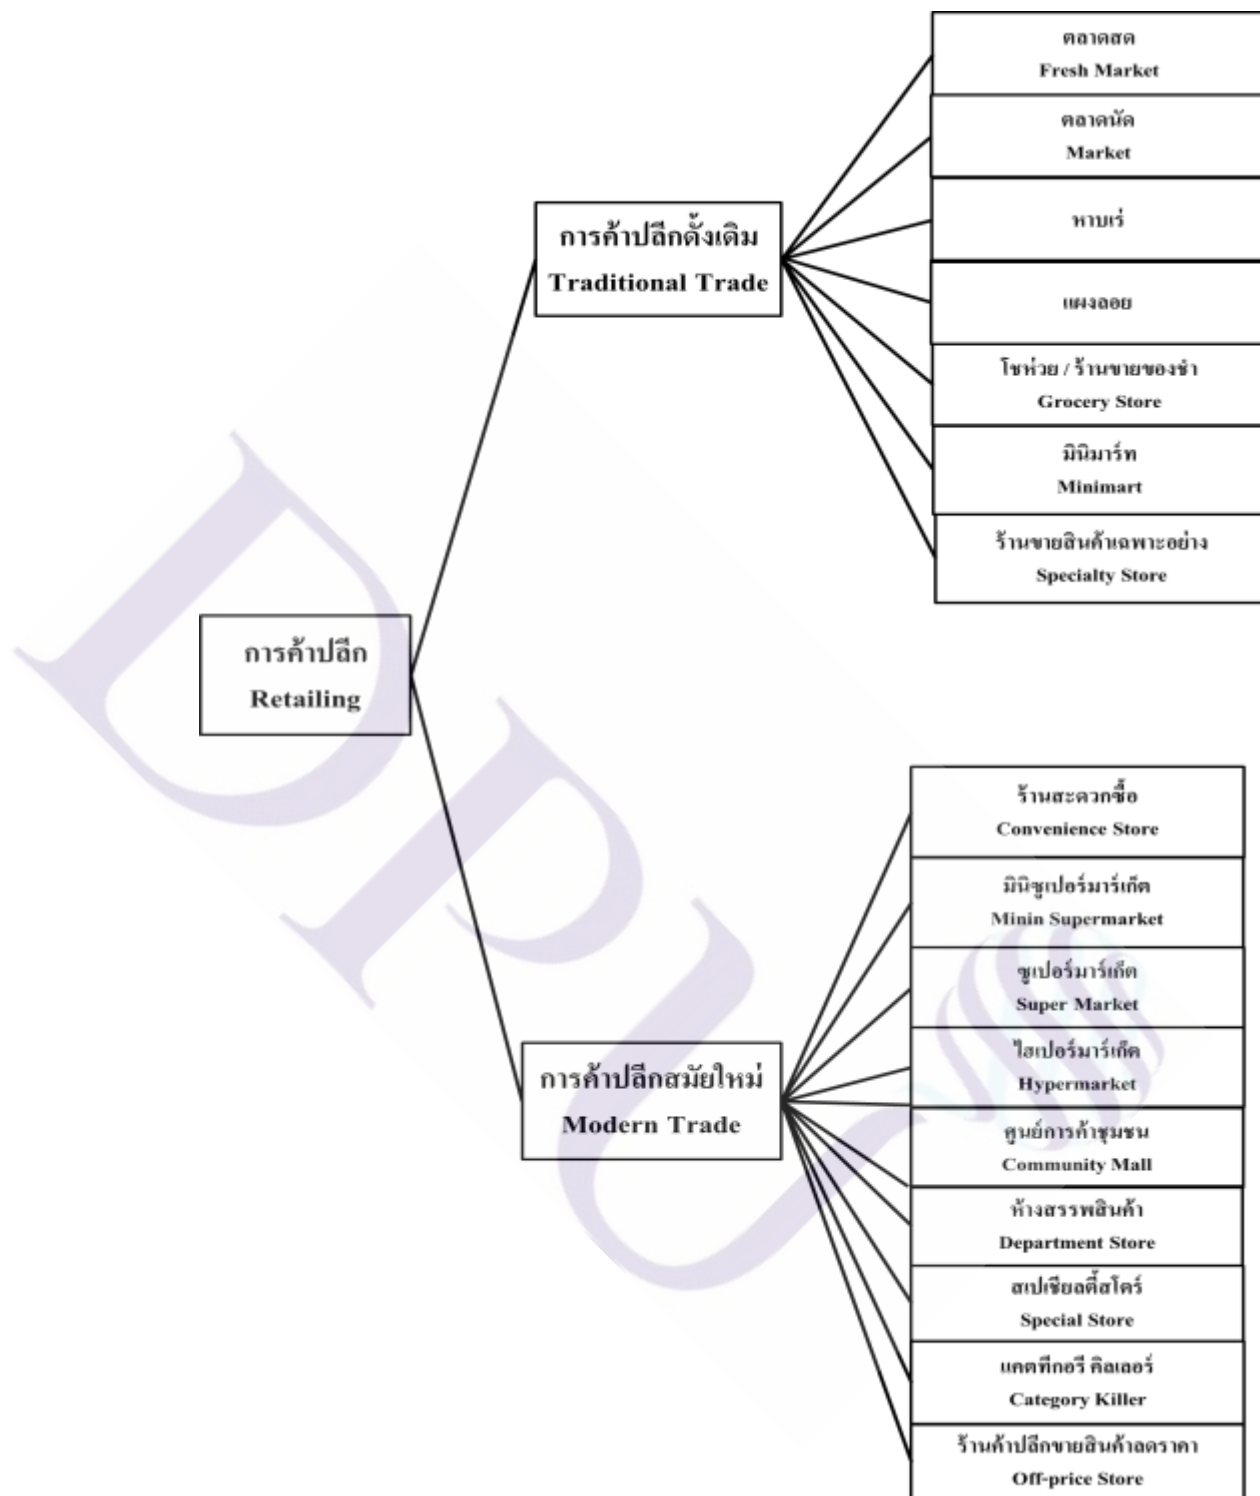 ตลาดสด
Fresh Market
ตลาดนัด
Market
หาบเร่
แผงลอย
โชห่วย / ร้านขายของชำ
Grocery Store
มินิมาร์ท
Minimart
ร้านขายสินค้าเฉพาะอย่าง
Specialty Store
การค้าปลีกดั้งเดิม
Traditional Trade
การค้าปลีก
Retailing
การค้าปลีกสมัยใหม่
Modern Trade
ร้านสะดวกซื้อ
Convenience Store
มินิซูเปอร์มาร์เก็ต
Minin Supermarket
ซูเปอร์มาร์เก็ต
Super Market
ไฮเปอร์มาร์เก็ต
Hypermarket
ศูนย์การค้าชุมชน
Community Mall
ห้างสรรพสินค้า
Department Store
สเปเชียลตี้สโตร์
Special Store
แคตทีกอรี คิลเลอร์
Category Killer
ร้านค้าปลีกขายสินค้าลดราคา
Off-price Store
DPU